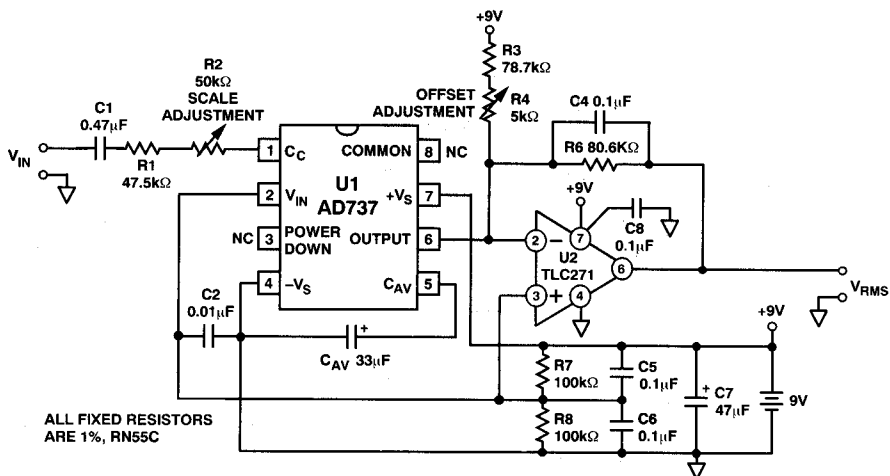 +9V
R3
78.7kΩ
R2
50kΩ
SCALE
ADJUSTMENT
OFFSET
ADJUSTMENT
R4
5kΩ
C4 0.1μF
C1
0.47μF
R6 80.6KΩ
VIN
R1
47.5kΩ
1 CC
COMMON 8 NC
U1
AD737
2 VIN
+VS 7
+9V
C8
0.1μF
NC 3 POWER
DOWN
OUTPUT 6
2 −
7
U2
TLC271
6
4 −VS
CAV 5
3 +
4
VRMS
C2
0.01μF
+
CAV 33μF
+9V
R7
100kΩ
C5
0.1μF
+
C7
47μF
9V
R8
100kΩ
C6
0.1μF
ALL FIXED RESISTORS
ARE 1%, RN55C